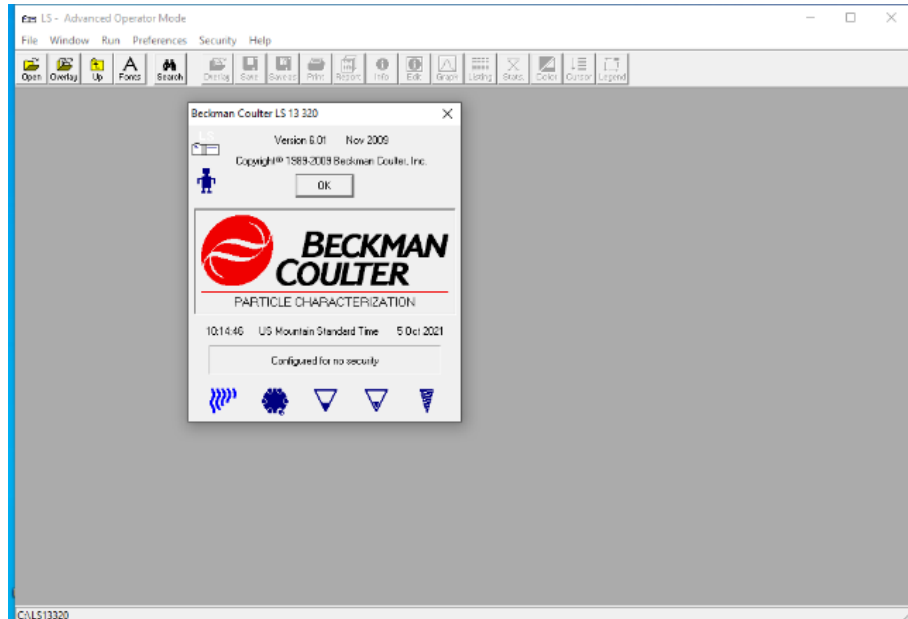 LS - Advanced Operator Mode
File Window Run Preferences Security Help
Open Overlay Up Fonts Search Overlay Save Save as Print Report Info Edit Graph Listing Stats. Color Cursor Legend
Beckman Coulter LS 13 320
LS
Version 6.01 Nov 2009
Copyright© 1989-2009 Beckman Coulter, Inc.
OK
BECKMAN
COULTER
PARTICLE CHARACTERIZATION
10:14:46 US Mountain Standard Time 5 Oct 2021
Configured for no security
C:\LS13320